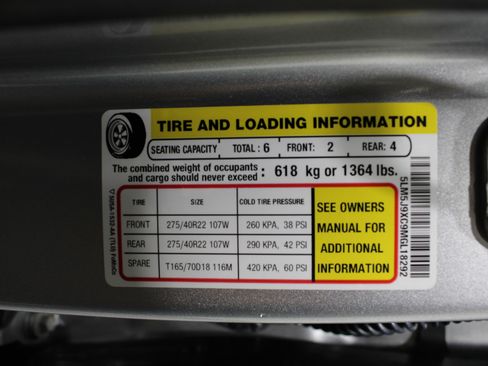 TIRE AND LOADING INFORMATION
SEATING CAPACITY TOTAL : 6 FRONT: 2 REAR: 4
The combined weight of occupants
and cargo should never exceed : 618 kg or 1364 lbs.
TIRE SIZE COLD TIRE PRESSURE
FRONT 275/40R22 107W 260 KPA, 38 PSI
REAR 275/40R22 107W 290 KPA, 42 PSI
SPARE T165/70D18 116M 420 KPA, 60 PSI
SEE OWNERS
MANUAL FOR
ADDITIONAL
INFORMATION
5LM5J9XC9MGL18292